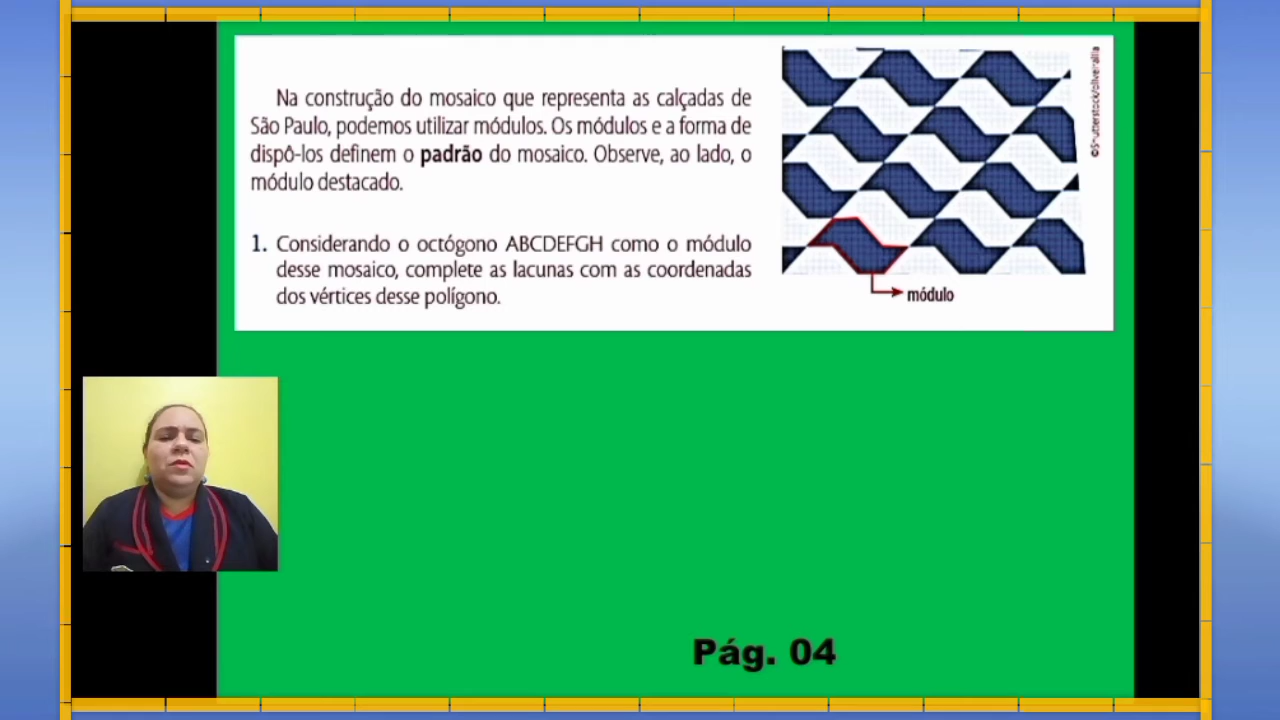 Na construção do mosaico que representa as calçadas de
São Paulo, podemos utilizar módulos. Os módulos e a forma de
dispô-los definem o padrão do mosaico. Observe, ao lado, o
módulo destacado.
1. Considerando o octógono ABCDEFGH como o módulo
desse mosaico, complete as lacunas com as coordenadas
dos vértices desse polígono.
módulo
Pág. 04